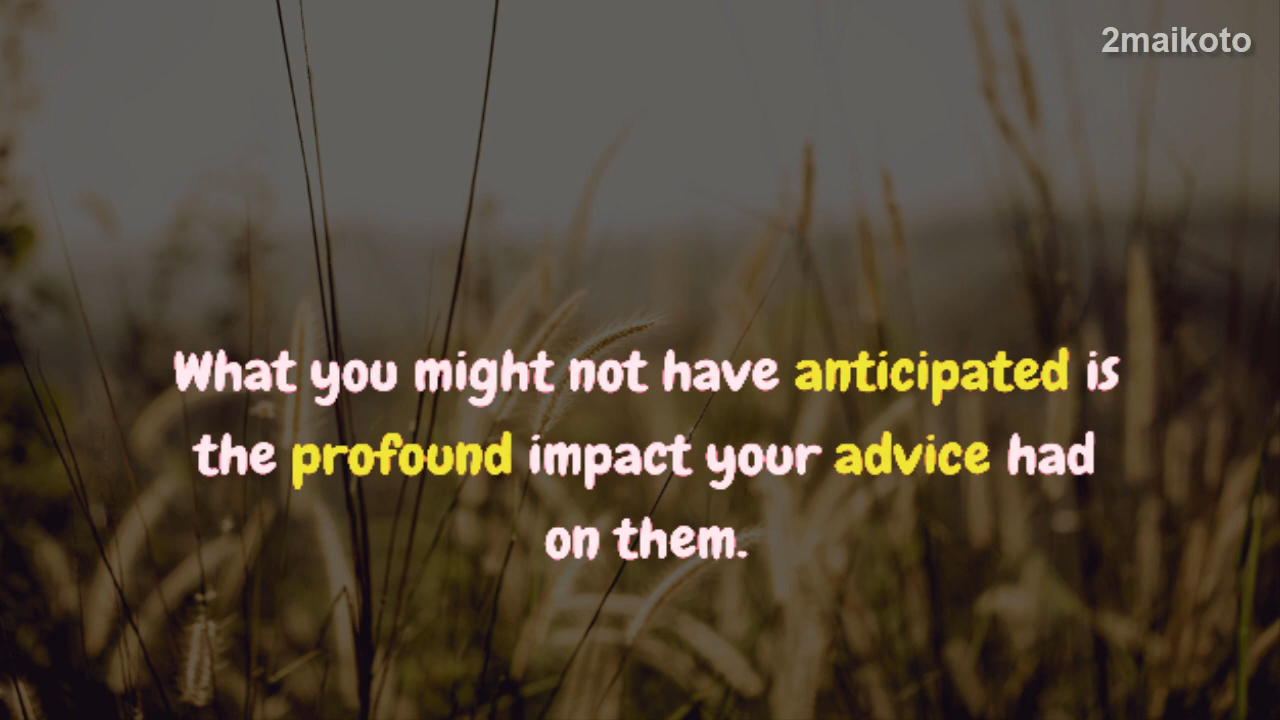 2maikoto
What you might not have anticipated is
the profound impact your advice had
on them.